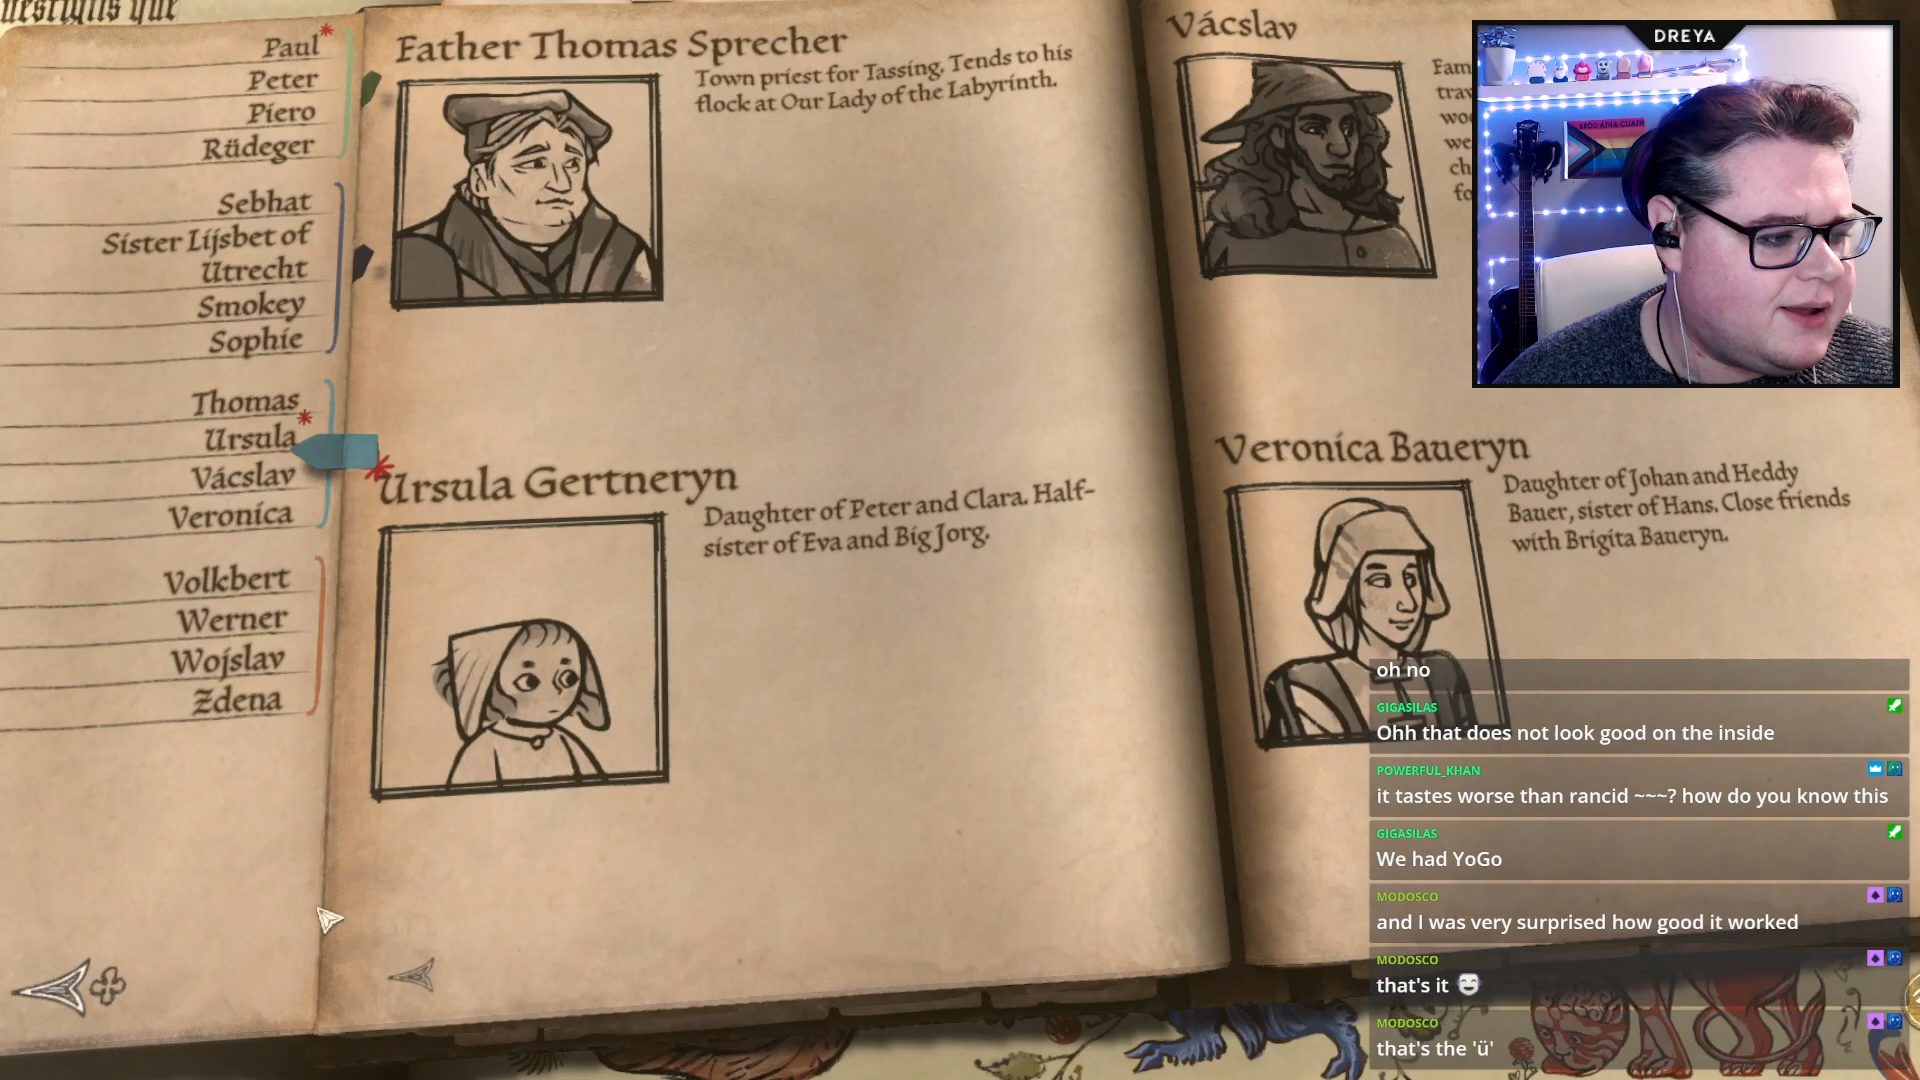 Paul*
Peter
Piero
Rüdeger
Sebhat
Sister Lijsbet of
Utrecht
Smokey
Sophie
Thomas
Ursula*
Vácslav
Veronica
Volkbert
Werner
Wojslav
Zdena
Father Thomas Sprecher
Town priest for Tassing. Tends to his
flock at Our Lady of the Labyrinth.
*Ursula Gertneryn
Daughter of Peter and Clara. Half-
sister of Eva and Big Jorg.
Vácslav
Veronica Baueryn
Daughter of Johan and Heddy
Bauer, sister of Hans. Close friends
with Brigita Baueryn.
DREYA
oh no
GIGASILAS
Ohh that does not look good on the inside
POWERFUL_KHAN
it tastes worse than rancid ~~~? how do you know this
GIGASILAS
We had YoGo
MODOSCO
and I was very surprised how good it worked
MODOSCO
that's it
MODOSCO
that's the 'ü'